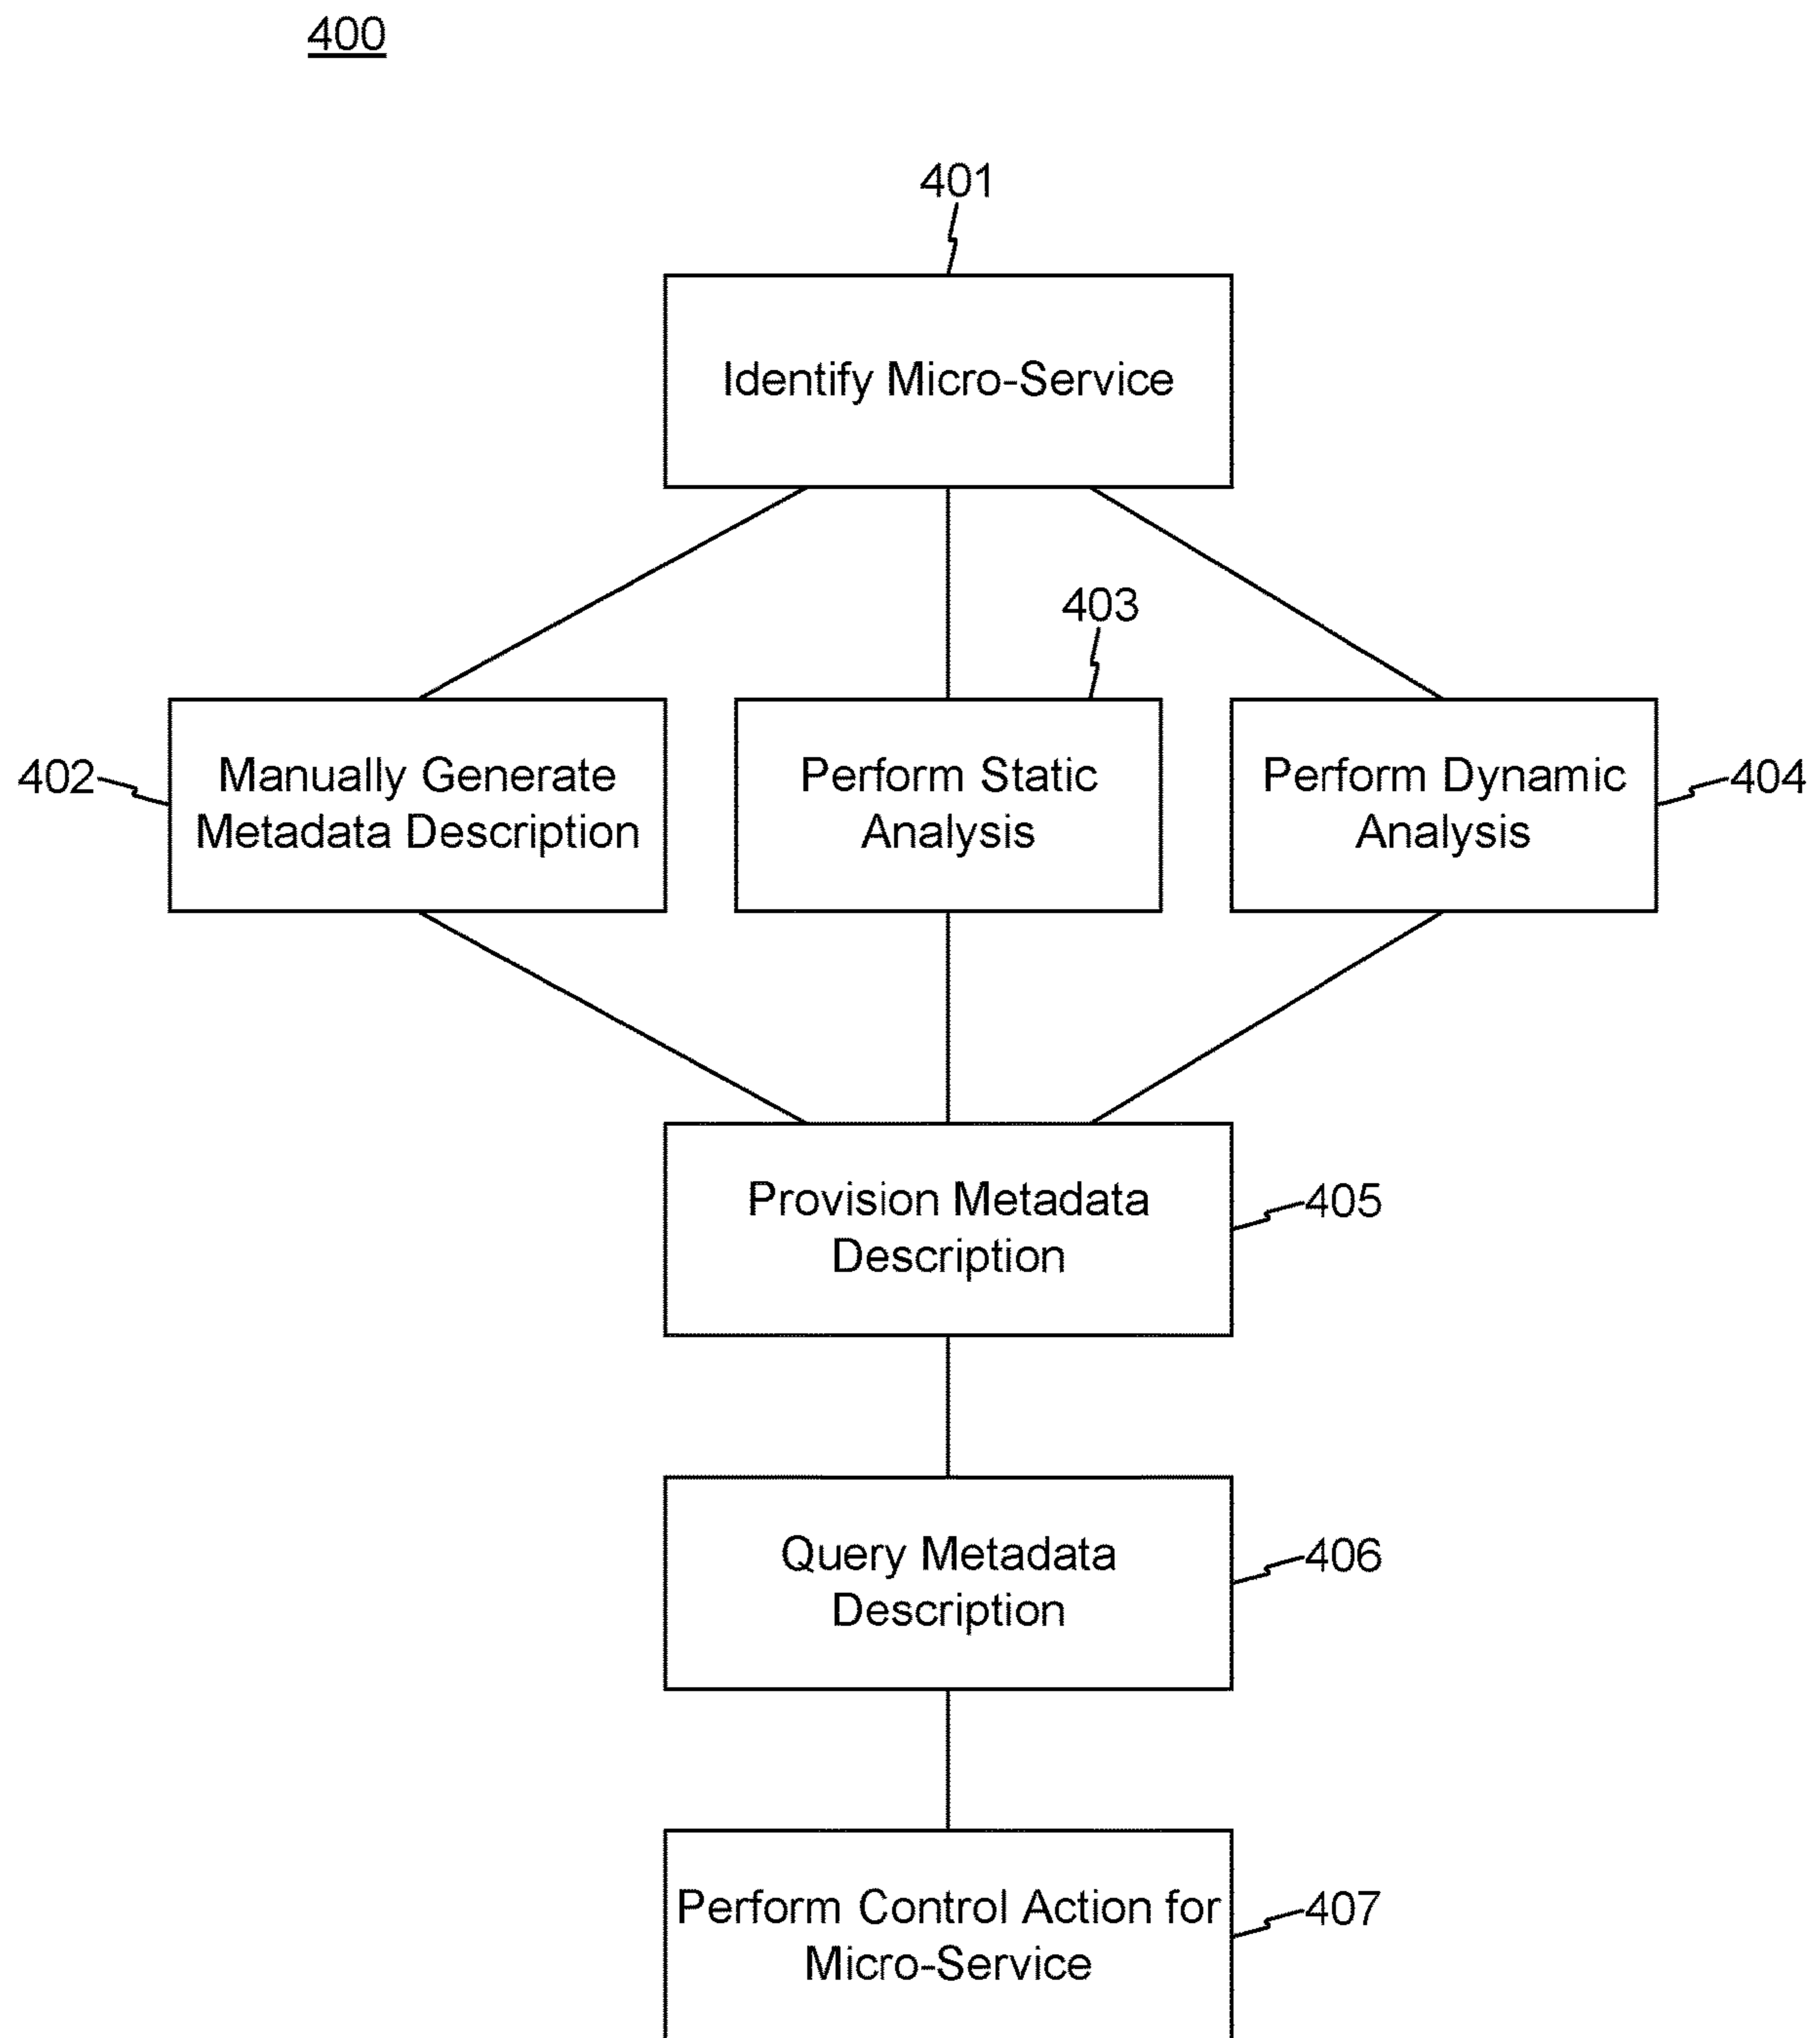 400
401
Identify Micro-Service
403
402
Manually Generate
Metadata Description
Perform Static
Analysis
Perform Dynamic
Analysis
404
Provision Metadata
Description
405
Query Metadata
Description
406
Perform Control Action for
Micro-Service
407